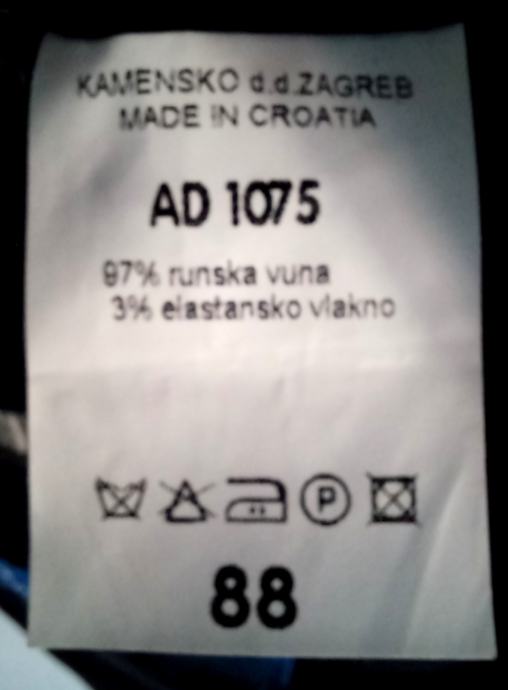 KAMENSKO d.d.ZAGREB
MADE IN CROATIA
AD 1075
97% runska vuna
3% elastansko vlakno
P
88